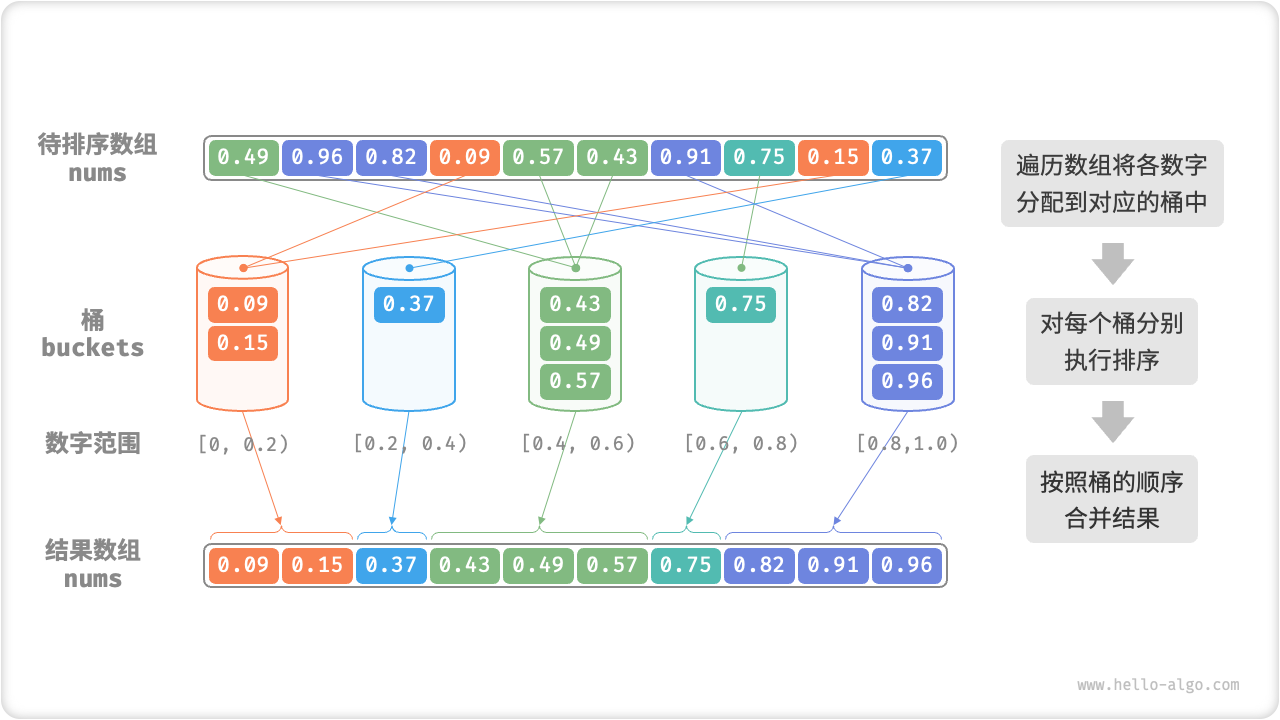 待排序数组
nums
0.49 0.96 0.82 0.09 0.57 0.43 0.91 0.75 0.15 0.37
遍历数组将各数字
分配到对应的桶中
桶
buckets
0.09 0.37 0.43 0.75 0.82
0.15 0.49 0.91
0.57 0.96
对每个桶分别
执行排序
数字范围
[0, 0.2) [0.2, 0.4) [0.4, 0.6) [0.6, 0.8) [0.8,1.0)
按照桶的顺序
合并结果
结果数组
nums
0.09 0.15 0.37 0.43 0.49 0.57 0.75 0.82 0.91 0.96
www.hello-algo.com